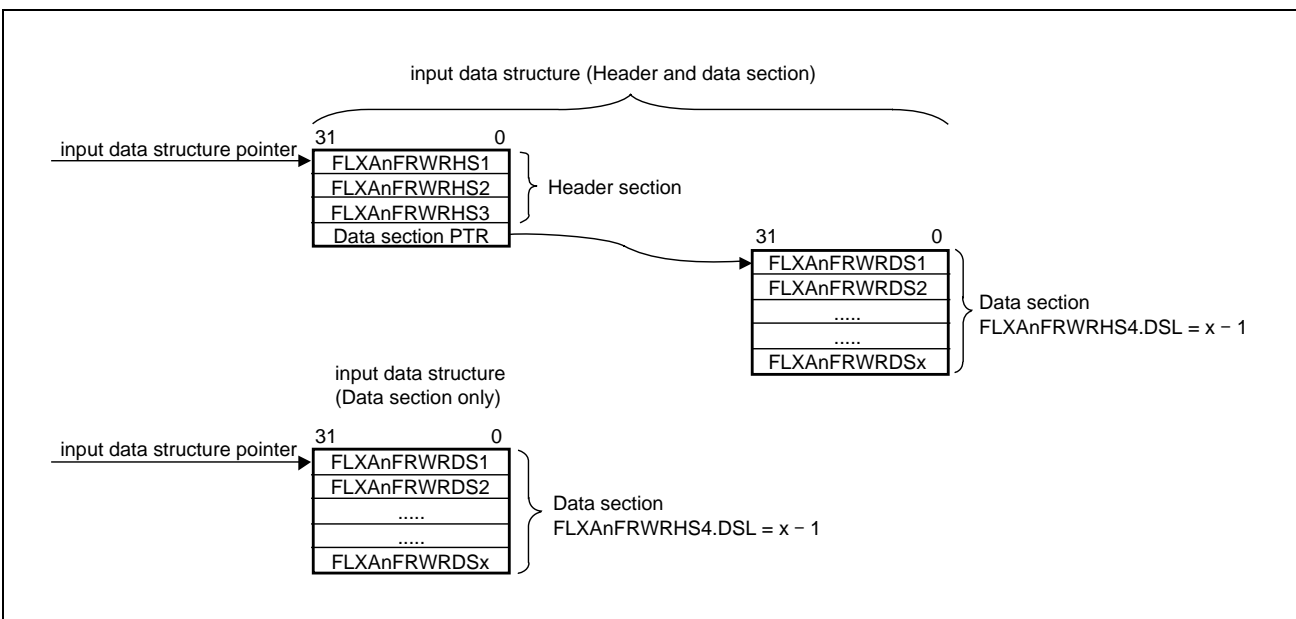 input data structure (Header and data section)
31 0
input data structure pointer
FLXAnFRWRHS1
FLXAnFRWRHS2
FLXAnFRWRHS3
Data section PTR
Header section
31 0
FLXAnFRWRDS1
FLXAnFRWRDS2
.....
.....
FLXAnFRWRDSx
Data section
FLXAnFRWRHS4.DSL = x − 1
input data structure
(Data section only)
31 0
input data structure pointer
FLXAnFRWRDS1
FLXAnFRWRDS2
.....
.....
FLXAnFRWRDSx
Data section
FLXAnFRWRHS4.DSL = x − 1